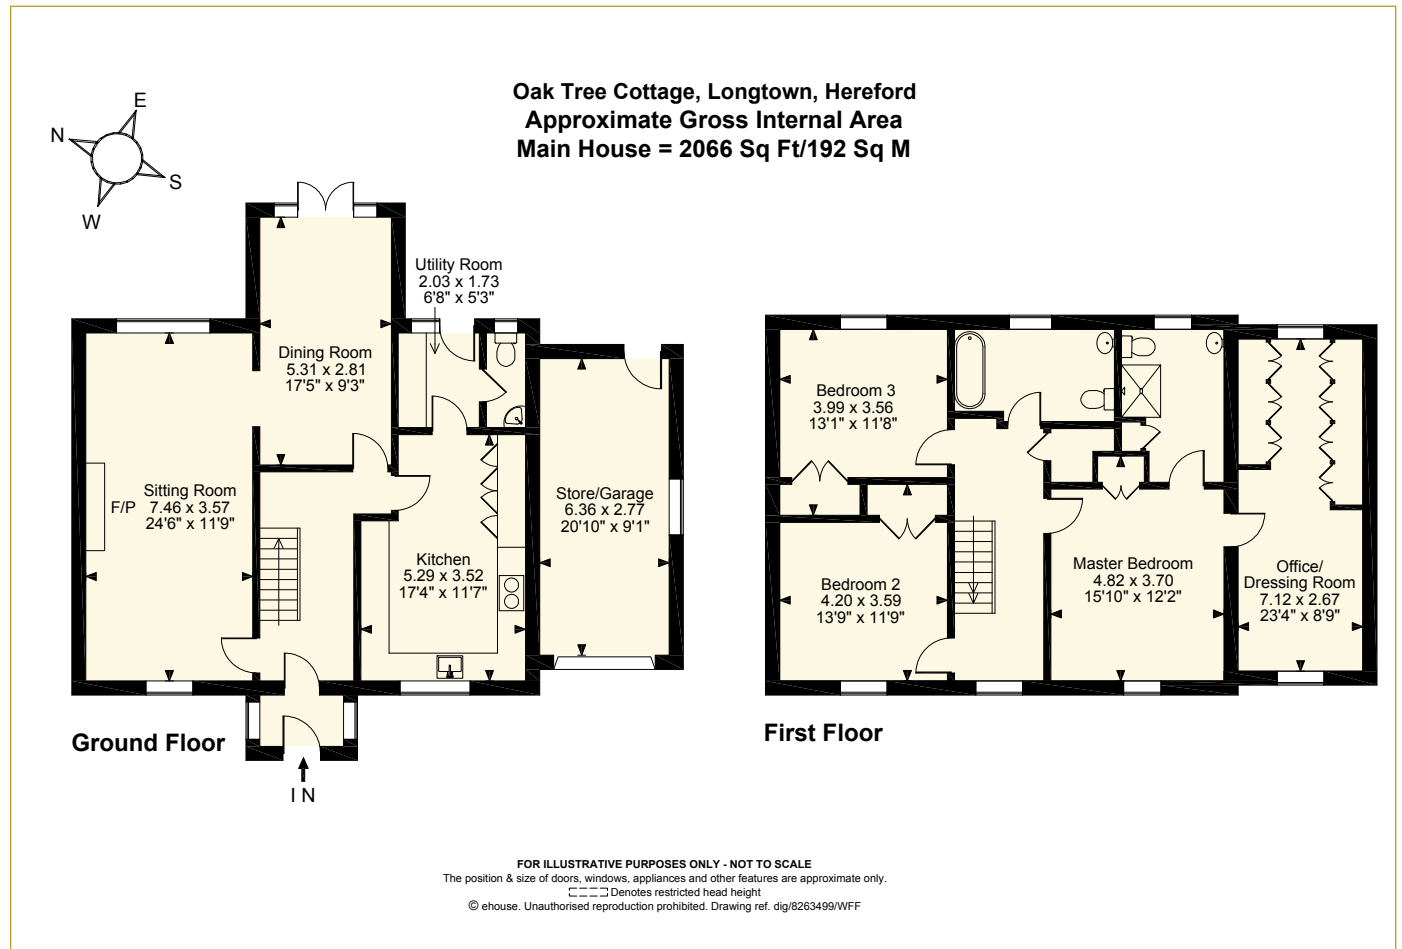 Oak Tree Cottage, Longtown, Hereford
Approximate Gross Internal Area
Main House = 2066 Sq Ft/192 Sq M
E
N
S
W
Utility Room
2.03 x 1.73
6'8" x 5'3"
Dining Room
5.31 x 2.81
17'5" x 9'3"
Sitting Room
7.46 x 3.57
24'6" x 11'9"
F/P
Store/Garage
6.36 x 2.77
20'10" x 9'1"
Kitchen
5.29 x 3.52
17'4" x 11'7"
Ground Floor
IN
Bedroom 3
3.99 x 3.56
13'1" x 11'8"
Bedroom 2
4.20 x 3.59
13'9" x 11'9"
Master Bedroom
4.82 x 3.70
15'10" x 12'2"
Office/
Dressing Room
7.12 x 2.67
23'4" x 8'9"
First Floor
FOR ILLUSTRATIVE PURPOSES ONLY - NOT TO SCALE
The position & size of doors, windows, appliances and other features are approximate only.
Denotes restricted head height
© ehouse. Unauthorised reproduction prohibited. Drawing ref. dig/8263499/WFF